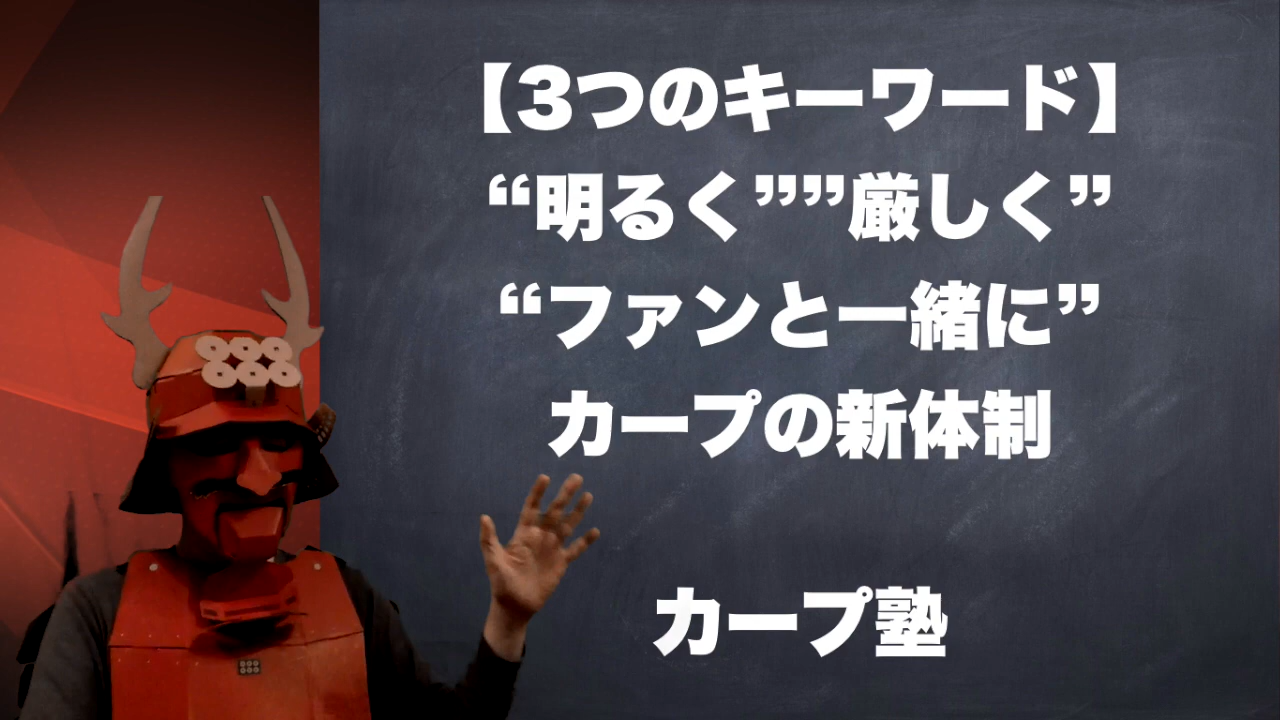 【3つのキーワード】
“明るく””厳しく”
“ファンと一緒に”
カープの新体制
カープ塾